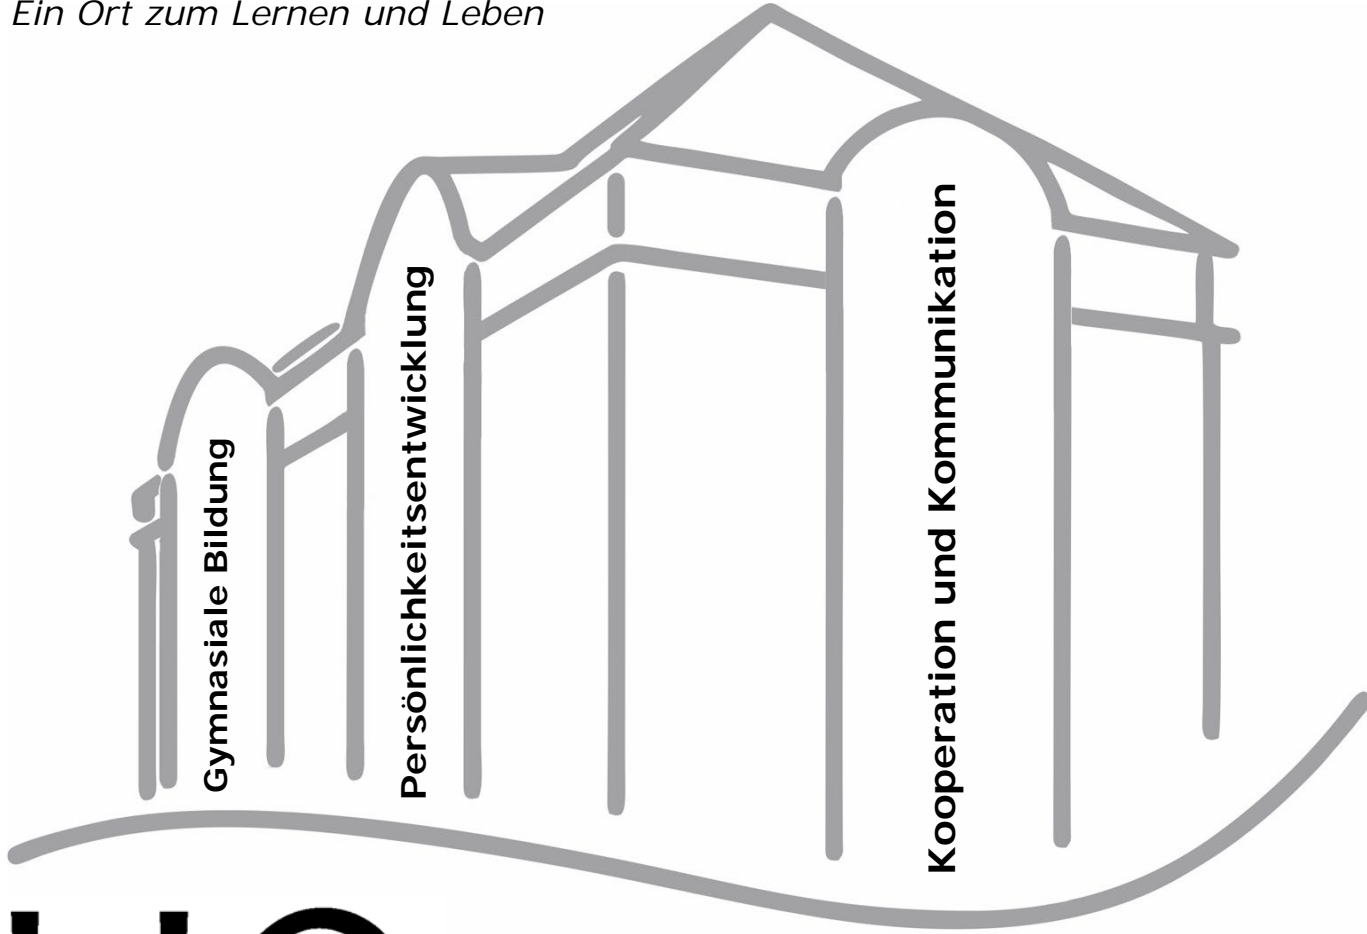 Ein Ort zum Lernen und Leben
Gymnasiale Bildung
Persönlichkeitsentwicklung
Kooperation und Kommunikation